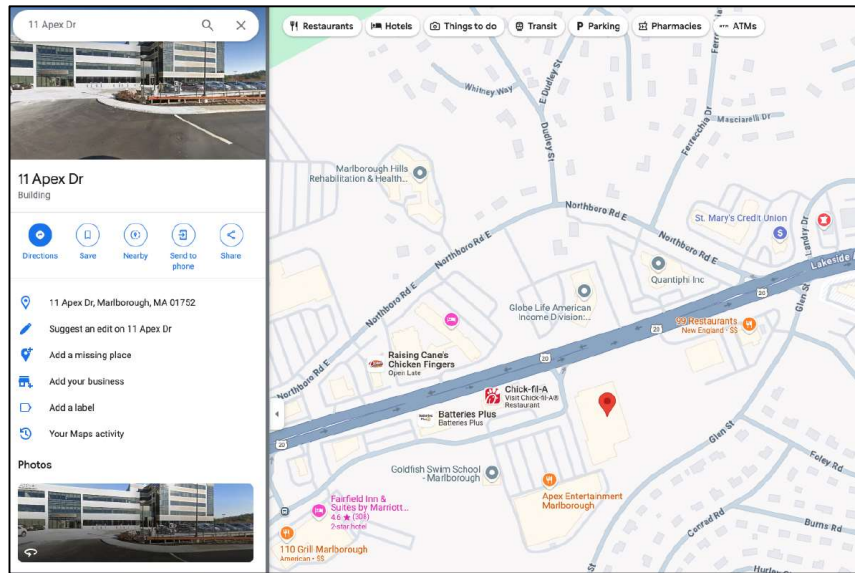 11 Apex Dr
Restaurants
Hotels
Things to do
Transit
Parking
Pharmacies
ATMs
11 Apex Dr
Building
Directions
Save
Nearby
Send to
phone
Share
11 Apex Dr, Marlborough, MA 01752
Suggest an edit on 11 Apex Dr
Add a missing place
Add your business
Add a label
Your Maps activity
Photos
E Dudley St
Whitney Way
Dudley St
Ferrecchia Dr
Masciarelli Dr
Marlborough Hills
Rehabilitation & Health...
Northboro Rd E
St. Mary's Credit Union
Landry Dr
Northboro Rd E
Northboro Rd E
Lakeside
Quantiphi Inc
20
Glen St
Globe Life American
Income Division:...
Northboro Rd E
99 Restaurants
New England · $$
20
Raising Cane's
Chicken Fingers
Open Late
20
Chick-fil-A
Visit Chick-fil-A®
Restaurant
Northboro Rd E
Batteries Plus
Batteries Plus
Glen St
20
Goldfish Swim School
- Marlborough
Foley Rd
Apex Entertainment
Marlborough
Fairfield Inn &
Suites by Marriott...
4.6 ★ (308)
2-star hotel
Conrad Rd
Burns Rd
110 Grill Marlborough
American · $$
Hurley